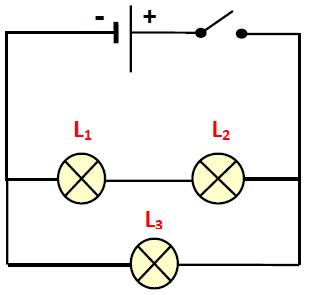 - +
L₁ L₂
L₃